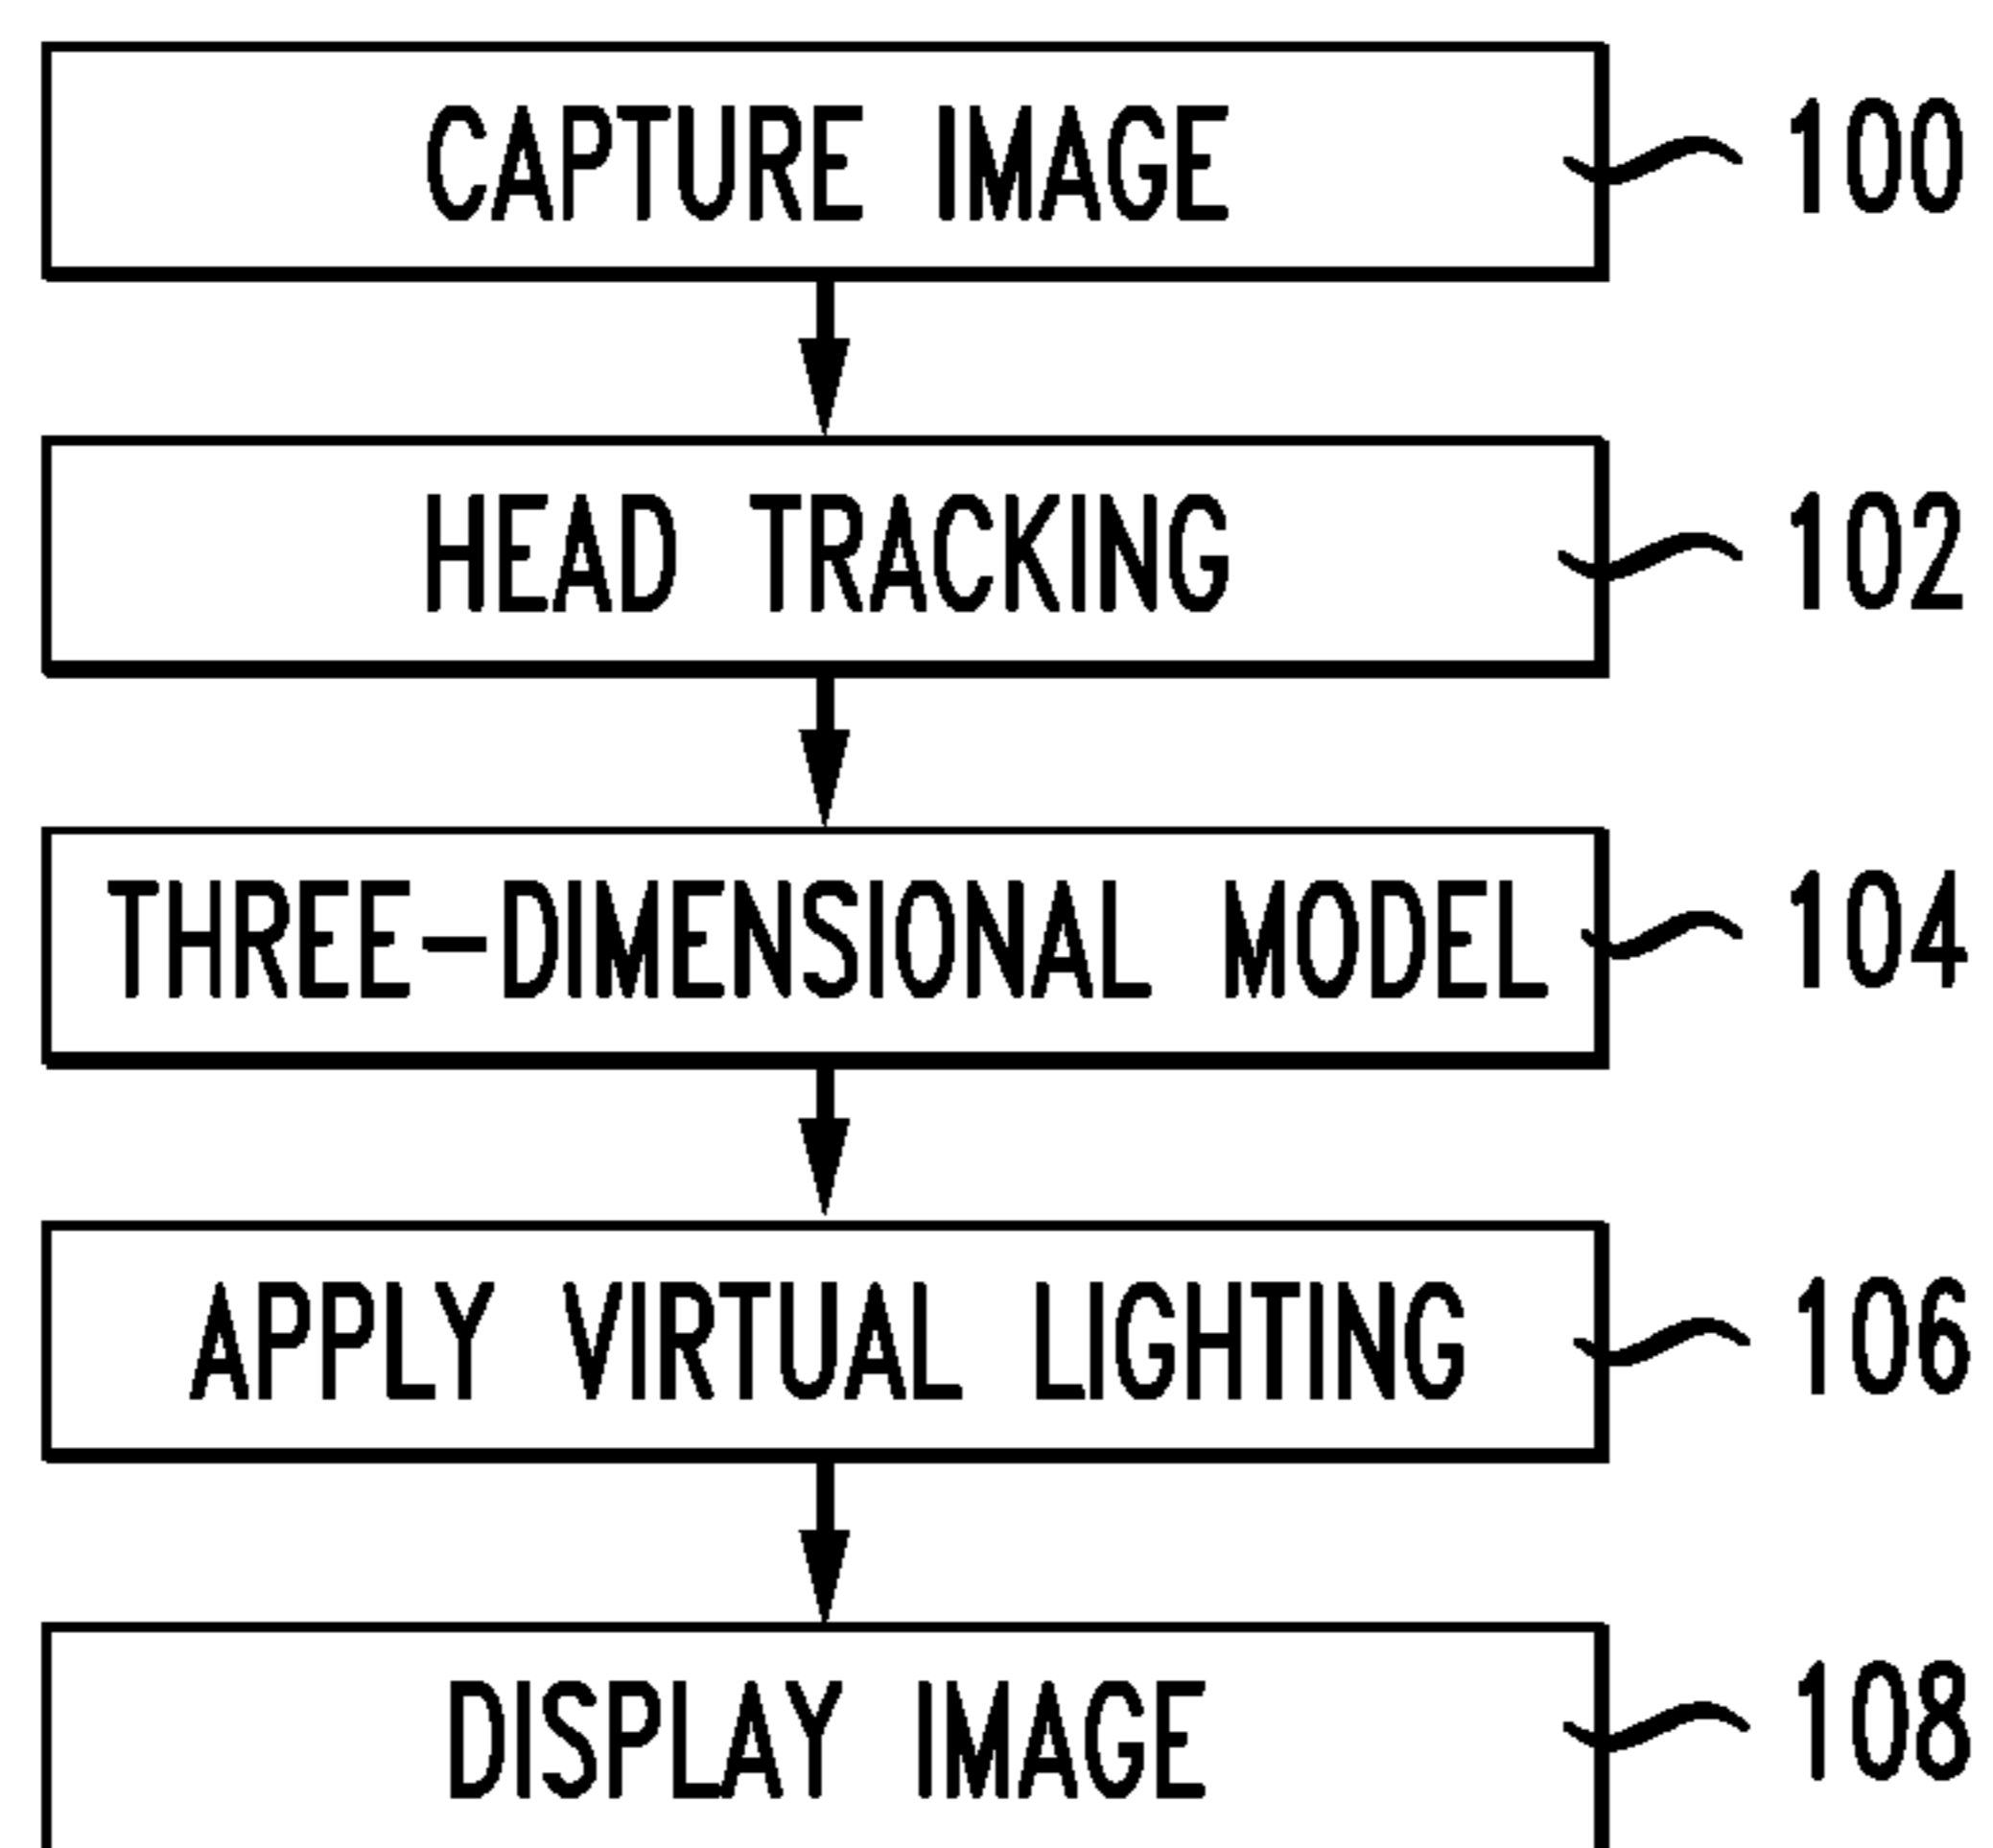 CAPTURE IMAGE 100
HEAD TRACKING 102
THREE-DIMENSIONAL MODEL 104
APPLY VIRTUAL LIGHTING 106
DISPLAY IMAGE 108